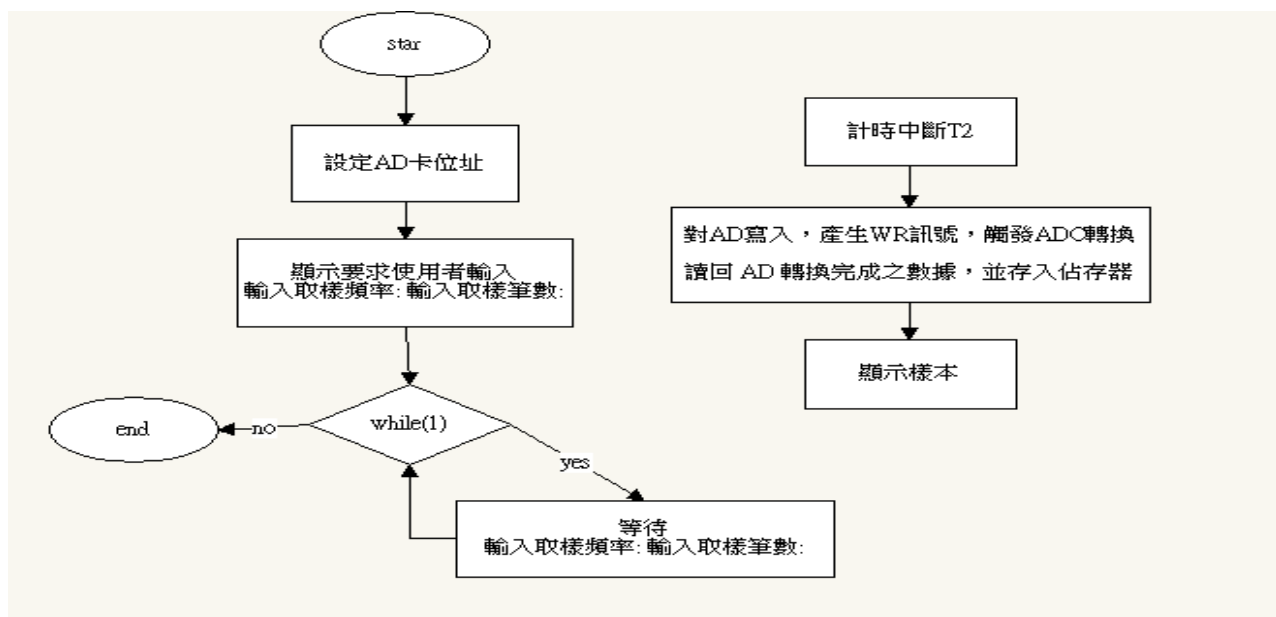 star
設定AD卡位址
顯示要求使用者輸入
輸入取樣頻率: 輸入取樣筆數:
while(1)
no
end
yes
等待
輸入取樣頻率: 輸入取樣筆數:
計時中斷T2
對AD寫入，產生WR訊號，觸發ADC轉換
讀回 AD 轉換完成之數據，並存入佔存器
顯示樣本